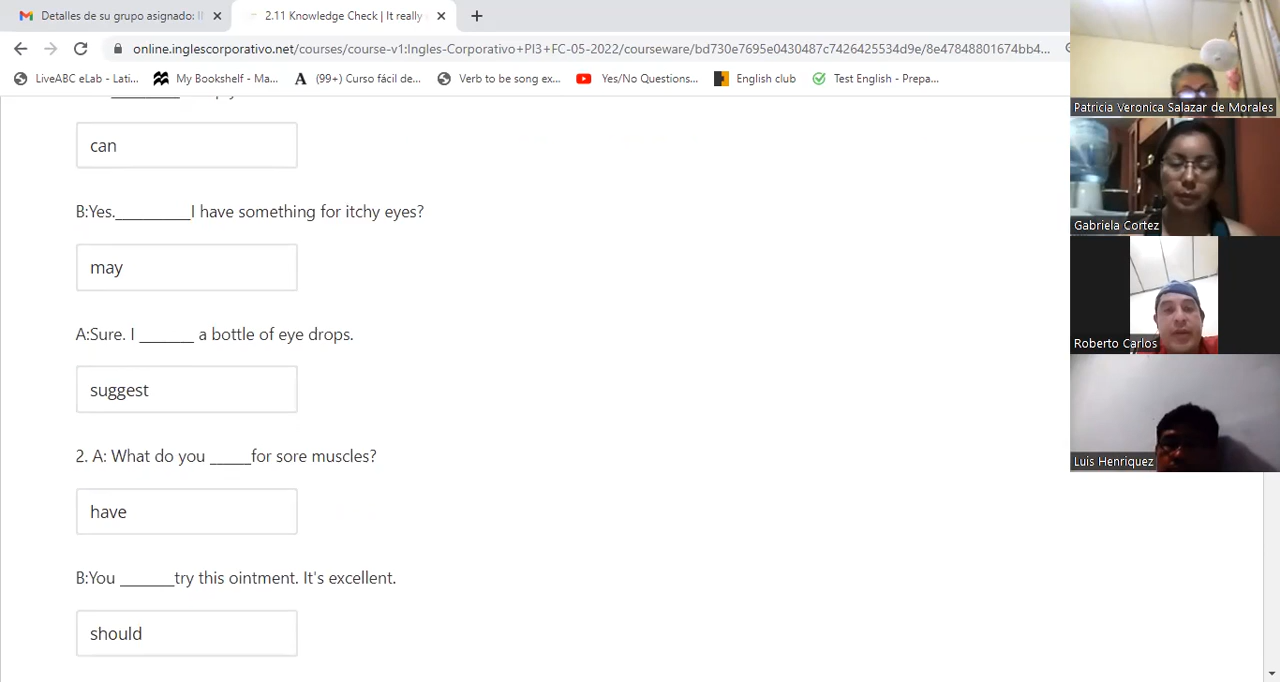 Detalles de su grupo asignado: II
2.11 Knowledge Check | It really
online.inglescorporativo.net/courses/course-v1:Ingles-Corporativo+PI3+FC-05-2022/courseware/bd730e7695e0430487c7426425534d9e/8e47848801674bb4...
LiveABC eLab - Lati... My Bookshelf - Ma... (99+) Curso fácil de... Verb to be song ex... Yes/No Questions... English club Test English - Prepa...
can
B:Yes.________I have something for itchy eyes?
may
A:Sure. I ______ a bottle of eye drops.
suggest
2. A: What do you _____for sore muscles?
have
B:You ______try this ointment. It's excellent.
should
Patricia Veronica Salazar de Morales
Gabriela Cortez
Roberto Carlos
Luis Henriquez